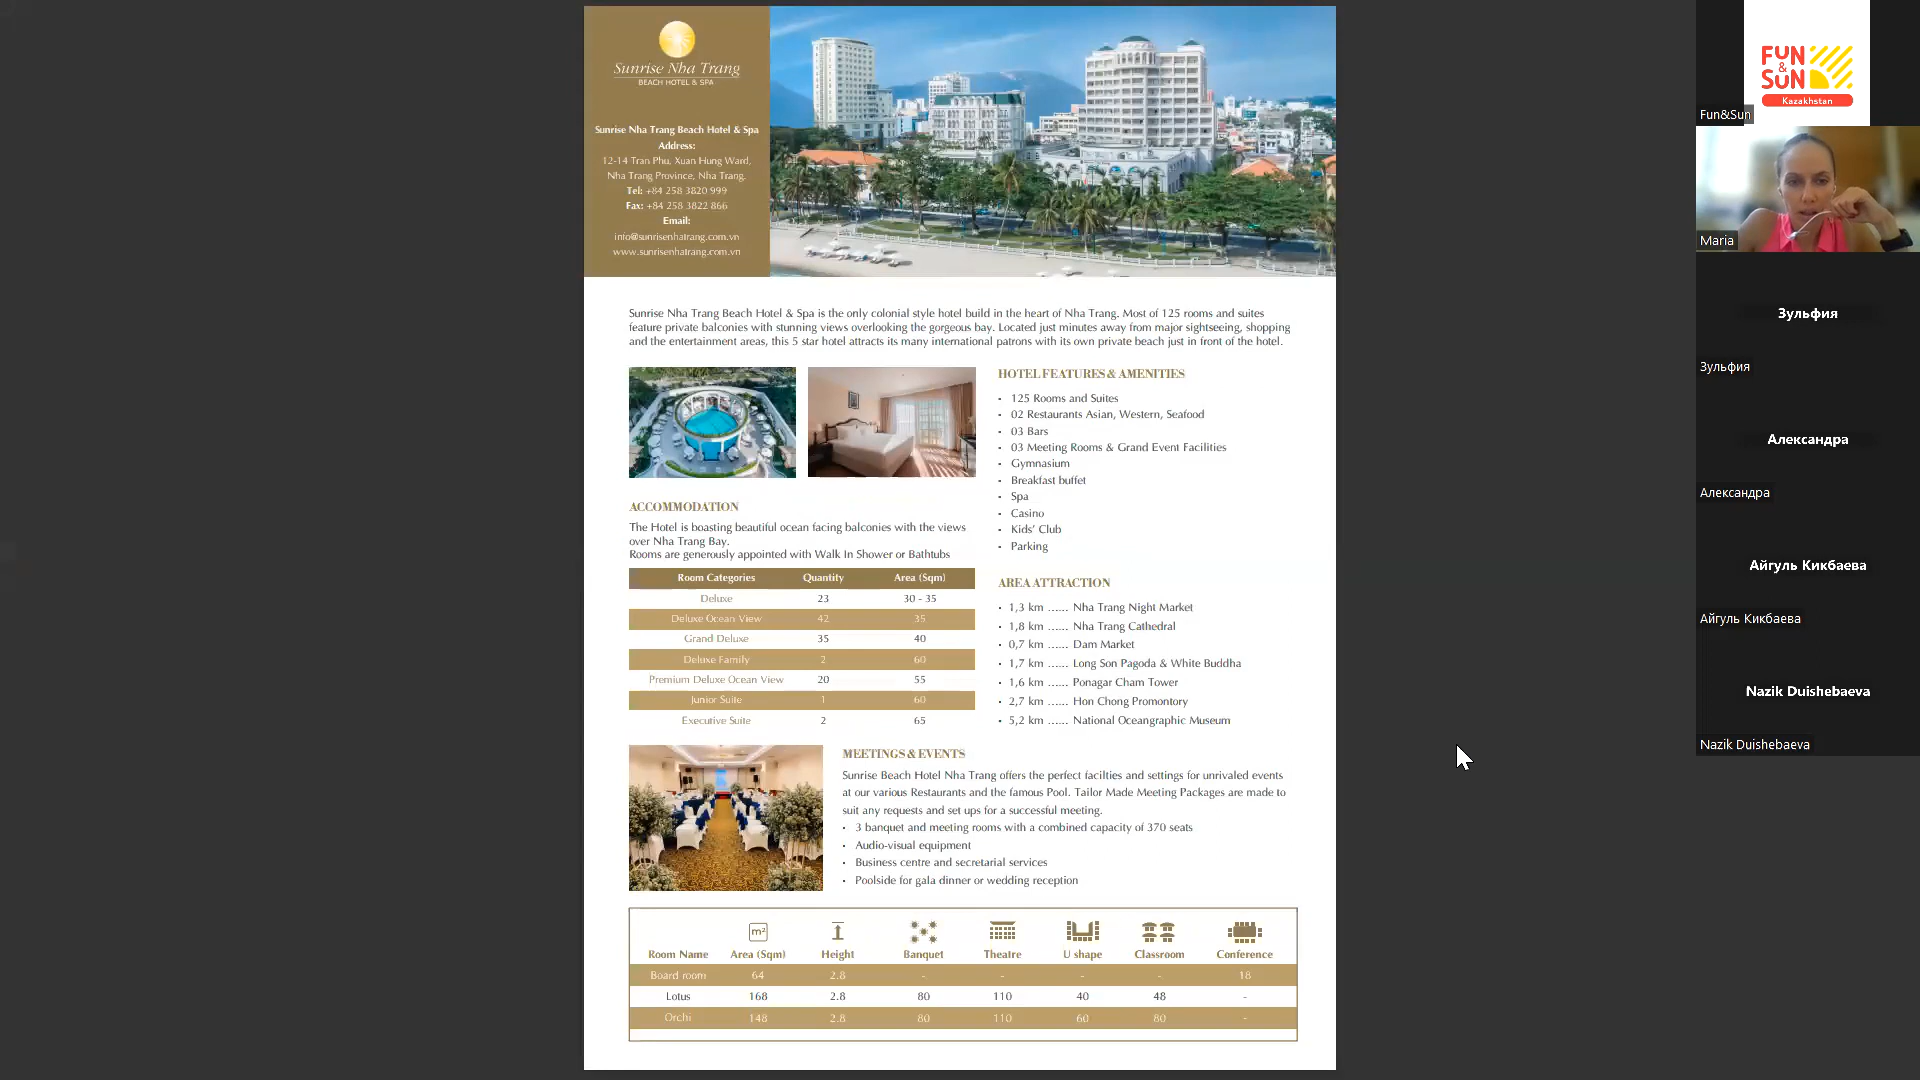 Sunrise Nha Trang
BEACH HOTEL & SPA
Sunrise Nha Trang Beach Hotel & Spa
Address:
12-14 Tran Phu, Xuan Hung Ward,
Nha Trang Province, Nha Trang.
Tel: +84 258 3820 999
Fax: +84 258 3822 866
Email:
info@sunrisenhatrang.com.vn
www.sunrisenhatrang.com.vn
Sunrise Nha Trang Beach Hotel & Spa is the only colonial style hotel build in the heart of Nha Trang. Most of 125 rooms and suites
feature private balconies with stunning views overlooking the gorgeous bay. Located just minutes away from major sightseeing, shopping
and the entertainment areas, this 5 star hotel attracts its many international patrons with its own private beach just in front of the hotel.
HOTEL FEATURES & AMENITIES
• 125 Rooms and Suites
• 02 Restaurants Asian, Western, Seafood
• 03 Bars
• 03 Meeting Rooms & Grand Event Facilities
• Gymnasium
• Breakfast buffet
• Spa
• Casino
• Kids' Club
• Parking
ACCOMMODATION
The Hotel is boasting beautiful ocean facing balconies with the views
over Nha Trang Bay.
Rooms are generously appointed with Walk In Shower or Bathtubs
Room Categories Quantity Area (Sqm)
Deluxe 23 30 - 35
Deluxe Ocean View 42 35
Grand Deluxe 35 40
Deluxe Family 2 60
Premium Deluxe Ocean View 20 55
Junior Suite 1 60
Executive Suite 2 65
AREA ATTRACTION
• 1,3 km ...... Nha Trang Night Market
• 1,8 km ...... Nha Trang Cathedral
• 0,7 km ...... Dam Market
• 1,7 km ...... Long Son Pagoda & White Buddha
• 1,6 km ...... Ponagar Cham Tower
• 2,7 km ...... Hon Chong Promontory
• 5,2 km ...... National Oceangraphic Museum
MEETINGS & EVENTS
Sunrise Beach Hotel Nha Trang offers the perfect facilties and settings for unrivaled events
at our various Restaurants and the famous Pool. Tailor Made Meeting Packages are made to
suit any requests and set ups for a successful meeting.
• 3 banquet and meeting rooms with a combined capacity of 370 seats
• Audio-visual equipment
• Business centre and secretarial services
• Poolside for gala dinner or wedding reception
m²
Room Name Area (Sqm) Height Banquet Theatre U shape Classroom Conference
Board room 64 2.8 - - - - 18
Lotus 168 2.8 80 110 40 48 -
Orchi 148 2.8 80 110 60 80 -
FUN
&
SUN
Kazakhstan
Fun&Sun
Maria
Зульфия
Зульфия
Александра
Александра
Айгуль Кикбаева
Айгуль Кикбаева
Nazik Duishebaeva
Nazik Duishebaeva